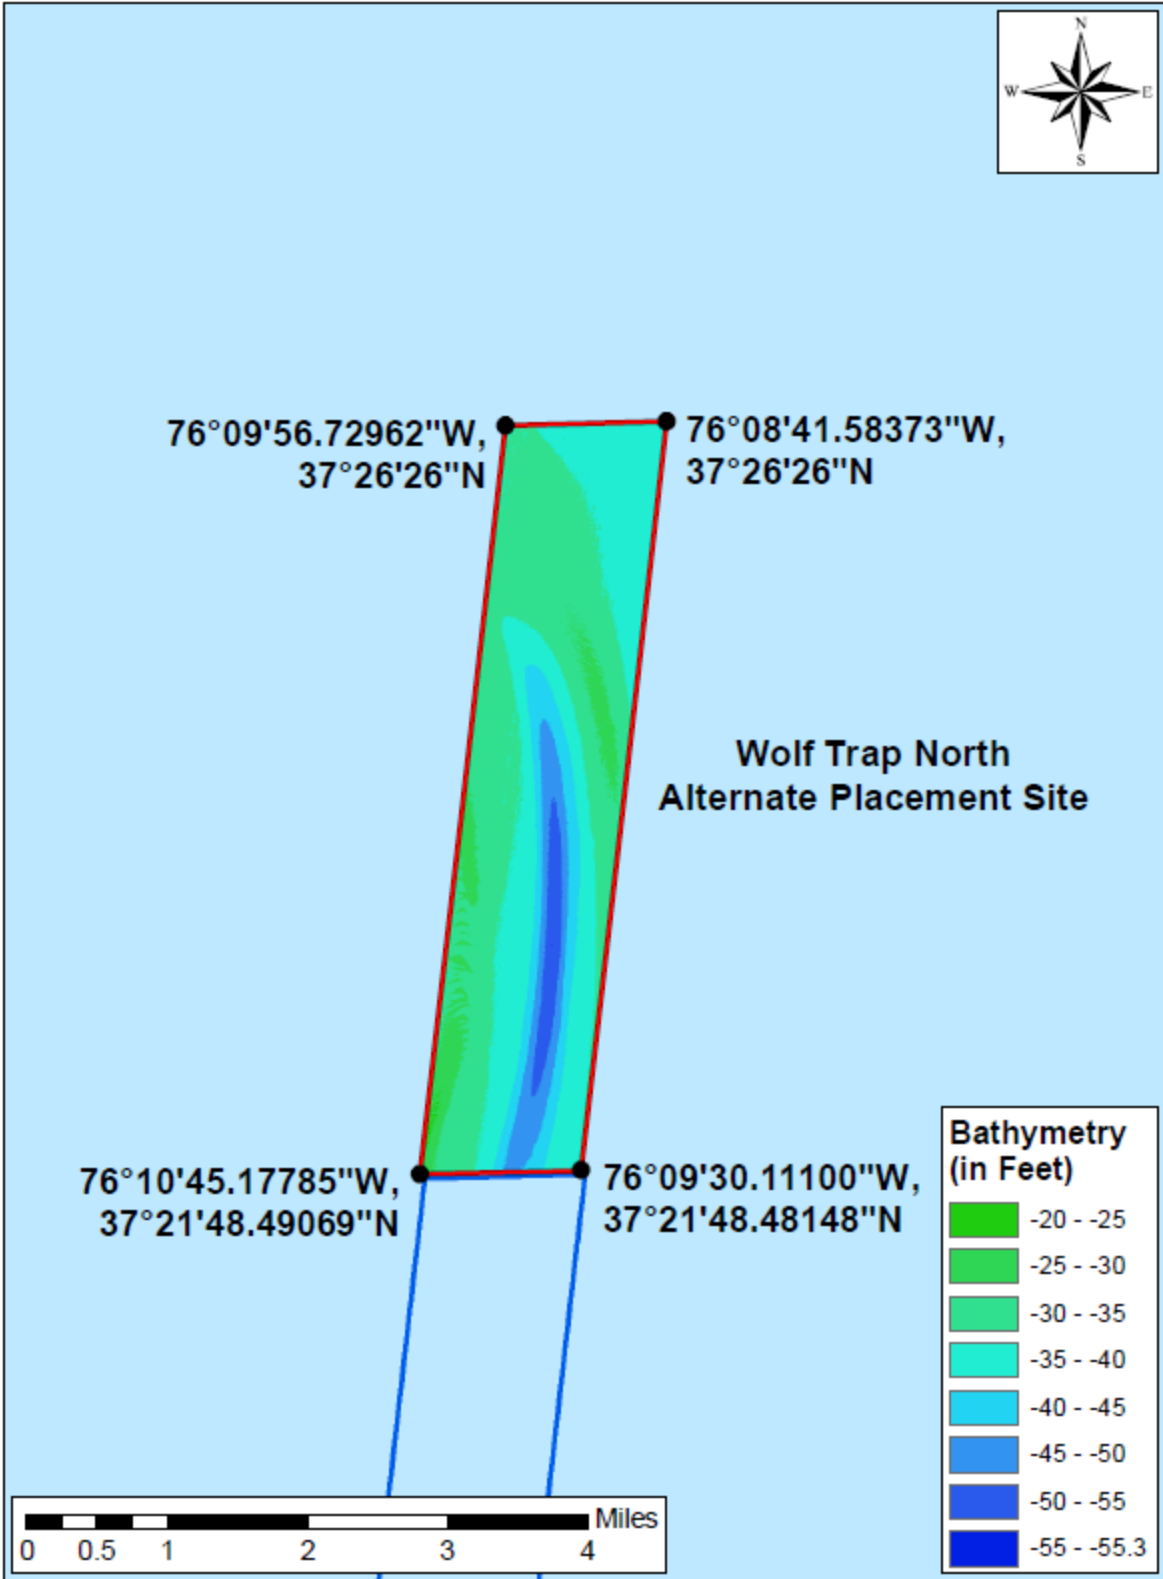 N
W E
S
76°09'56.72962"W,
37°26'26"N
76°08'41.58373"W,
37°26'26"N
Wolf Trap North
Alternate Placement Site
76°10'45.17785"W,
37°21'48.49069"N
76°09'30.11100"W,
37°21'48.48148"N
Bathymetry
(in Feet)
-20 - -25
-25 - -30
-30 - -35
-35 - -40
-40 - -45
-45 - -50
-50 - -55
-55 - -55.3
Miles
0 0.5 1 2 3 4